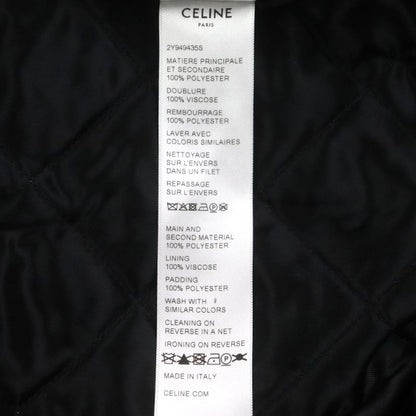 CELINE
PARIS
2Y949435S
MATIERE PRINCIPALE
ET SECONDAIRE
100% POLYESTER
DOUBLURE
100% VISCOSE
REMBOURRAGE
100% POLYESTER
LAVER AVEC
COLORIS SIMILAIRES
NETTOYAGE
SUR L'ENVERS
DANS UN FILET
REPASSAGE
SUR L'ENVERS
MAIN AND
SECOND MATERIAL
100% POLYESTER
LINING
100% VISCOSE
PADDING
100% POLYESTER
WASH WITH
SIMILAR COLORS
CLEANING ON
REVERSE IN A NET
IRONING ON REVERSE
MADE IN ITALY
CELINE.COM